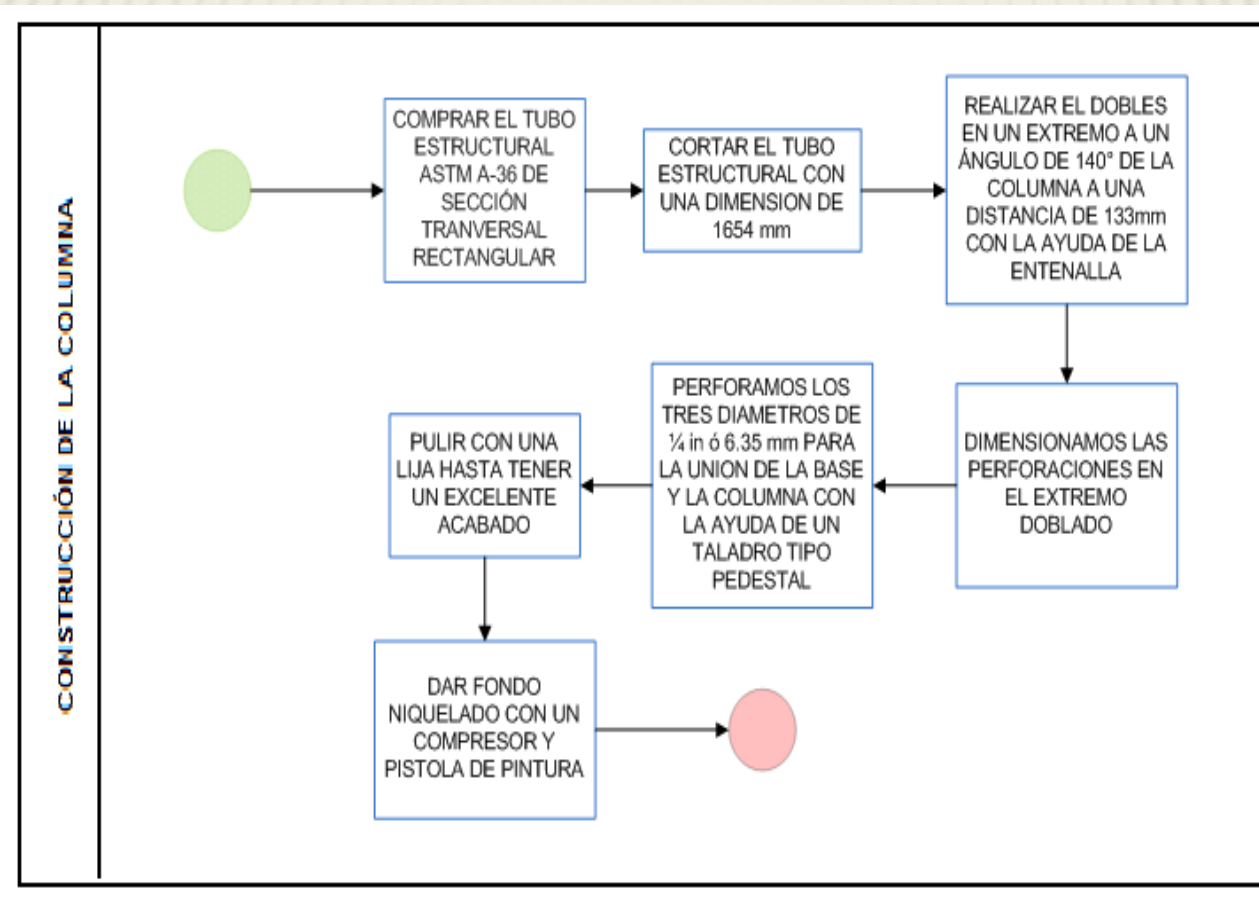 CONSTRUCCIÓN DE LA COLUMNA
COMPRAR EL TUBO
ESTRUCTURAL
ASTM A-36 DE
SECCIÓN
TRANVERSAL
RECTANGULAR
CORTAR EL TUBO
ESTRUCTURAL CON
UNA DIMENSION DE
1654 mm
REALIZAR EL DOBLES
EN UN EXTREMO A UN
ÁNGULO DE 140° DE LA
COLUMNA A UNA
DISTANCIA DE 133mm
CON LA AYUDA DE LA
ENTENALLA
DIMENSIONAMOS LAS
PERFORACIONES EN
EL EXTREMO
DOBLADO
PERFORAMOS LOS
TRES DIAMETROS DE
¼ in ó 6.35 mm PARA
LA UNION DE LA BASE
Y LA COLUMNA CON
LA AYUDA DE UN
TALADRO TIPO
PEDESTAL
PULIR CON UNA
LIJA HASTA TENER
UN EXCELENTE
ACABADO
DAR FONDO
NIQUELADO CON UN
COMPRESOR Y
PISTOLA DE PINTURA